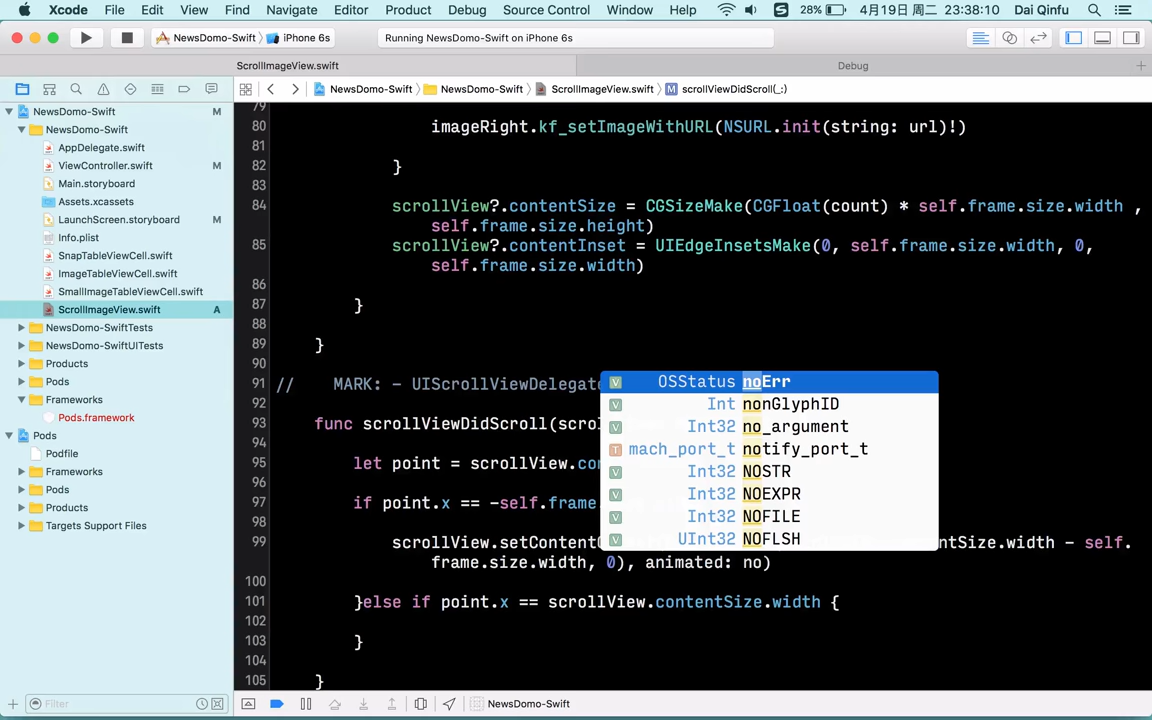 Xcode File Edit View Find Navigate Editor Product Debug Source Control Window Help S 28% 4月19日 周二 23:38:10 Dai Qinfu
NewsDomo-Swift iPhone 6s Running NewsDomo-Swift on iPhone 6s
ScrollImageView.swift Debug
NewsDomo-Swift NewsDomo-Swift ScrollImageView.swift M scrollViewDidScroll(_:)
NewsDomo-Swift M
NewsDomo-Swift
AppDelegate.swift
ViewController.swift M
Main.storyboard
Assets.xcassets
LaunchScreen.storyboard M
Info.plist
SnapTableViewCell.swift
ImageTableViewCell.swift
SmallImageTableViewCell.swift
ScrollImageView.swift A
NewsDomo-SwiftTests
NewsDomo-SwiftUITests
Products
Pods
Frameworks
Pods.framework
Pods
Podfile
Frameworks
Pods
Products
Targets Support Files
Filter
79
80 imageRight.kf_setImageWithURL(NSURL.init(string: url)!)
81
82 }
83
84 scrollView?.contentSize = CGSizeMake(CGFloat(count) * self.frame.size.width ,
self.frame.size.height)
85 scrollView?.contentInset = UIEdgeInsetsMake(0, self.frame.size.width, 0,
self.frame.size.width)
86
87 }
88
89 }
90
91 // MARK: - UIScrollViewDelegate
92
93 func scrollViewDidScroll(scro
94
95 let point = scrollView.con
96
97 if point.x == -self.frame.
98
99 scrollView.setContentO ntSize.width - self.
frame.size.width, 0), animated: no)
100
101 }else if point.x == scrollView.contentSize.width {
102
103 }
104
105 }
V OSStatus noErr
V Int nonGlyphID
V Int32 no_argument
T mach_port_t notify_port_t
V Int32 NOSTR
V Int32 NOEXPR
V Int32 NOFILE
V UInt32 NOFLSH
NewsDomo-Swift